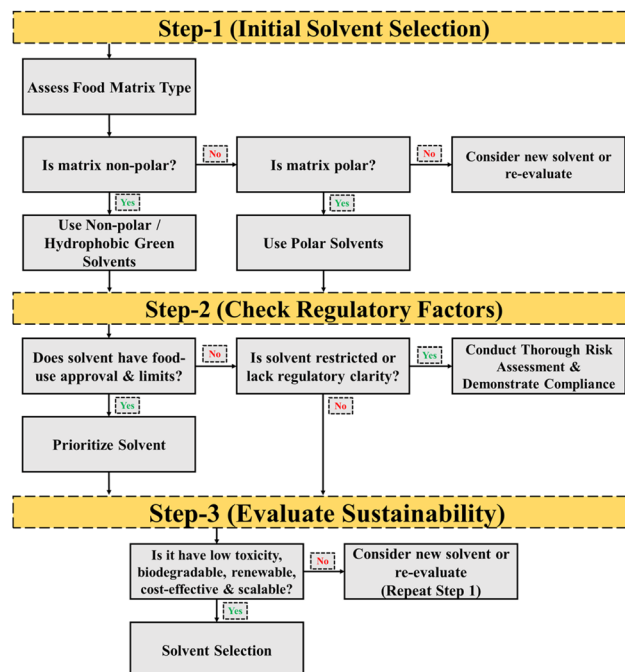 Step-1 (Initial Solvent Selection)
Assess Food Matrix Type
Is matrix non-polar?
No
Is matrix polar?
No
Consider new solvent or
re-evaluate
Yes
Yes
Use Non-polar /
Hydrophobic Green
Solvents
Use Polar Solvents
Step-2 (Check Regulatory Factors)
Does solvent have food-
use approval & limits?
No
Is solvent restricted or
lack regulatory clarity?
Yes
Conduct Thorough Risk
Assessment &
Demonstrate Compliance
Yes
No
Prioritize Solvent
Step-3 (Evaluate Sustainability)
Is it have low toxicity,
biodegradable, renewable,
cost-effective & scalable?
No
Consider new solvent or
re-evaluate
(Repeat Step 1)
Yes
Solvent Selection